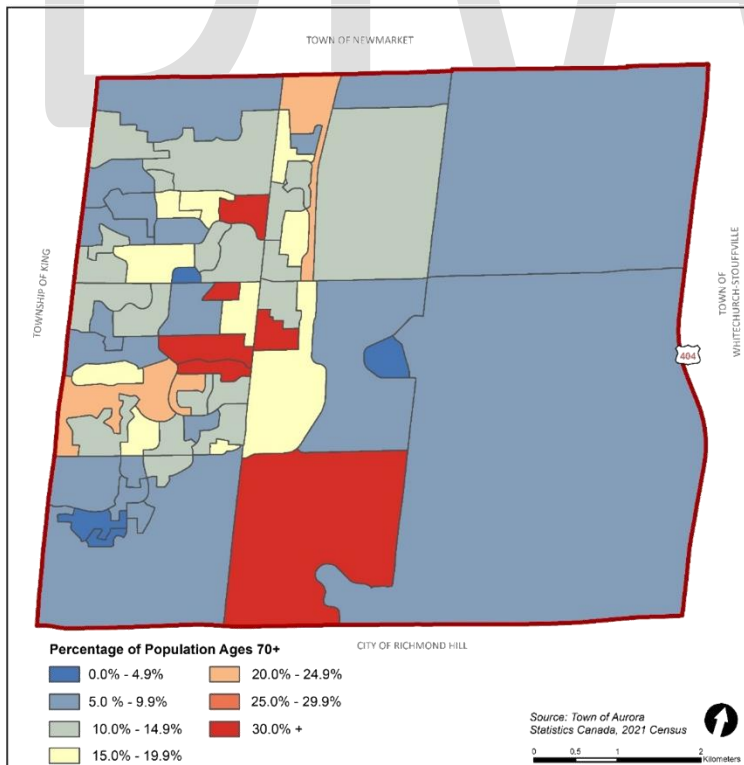 DRA
TOWN OF NEWMARKET
TOWNSHIP OF KING
TOWN OF
WHITECHURCH-STOUFFVILLE
404
CITY OF RICHMOND HILL
Percentage of Population Ages 70+
0.0% - 4.9%
5.0 % - 9.9%
10.0% - 14.9%
15.0% - 19.9%
20.0% - 24.9%
25.0% - 29.9%
30.0% +
Source: Town of Aurora
Statistics Canada, 2021 Census
0 0.5 1 2
Kilometers